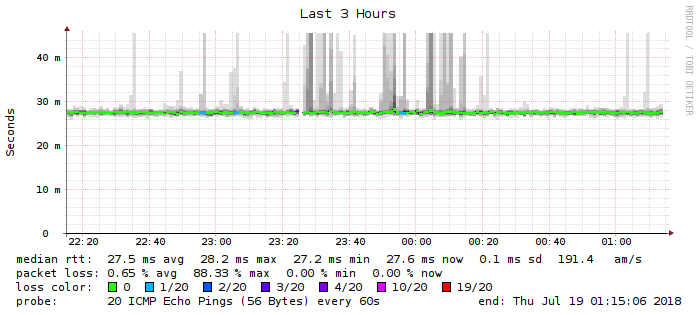 Last 3 Hours
RRDTOOL / TOBI OETIKER
Seconds
40 m
30 m
20 m
10 m
0
22:20 22:40 23:00 23:20 23:40 00:00 00:20 00:40 01:00
median rtt: 27.5 ms avg 28.2 ms max 27.2 ms min 27.6 ms now 0.1 ms sd 191.4 am/s
packet loss: 0.65 % avg 88.33 % max 0.00 % min 0.00 % now
loss color: 0 1/20 2/20 3/20 4/20 10/20 19/20
probe: 20 ICMP Echo Pings (56 Bytes) every 60s end: Thu Jul 19 01:15:06 2018